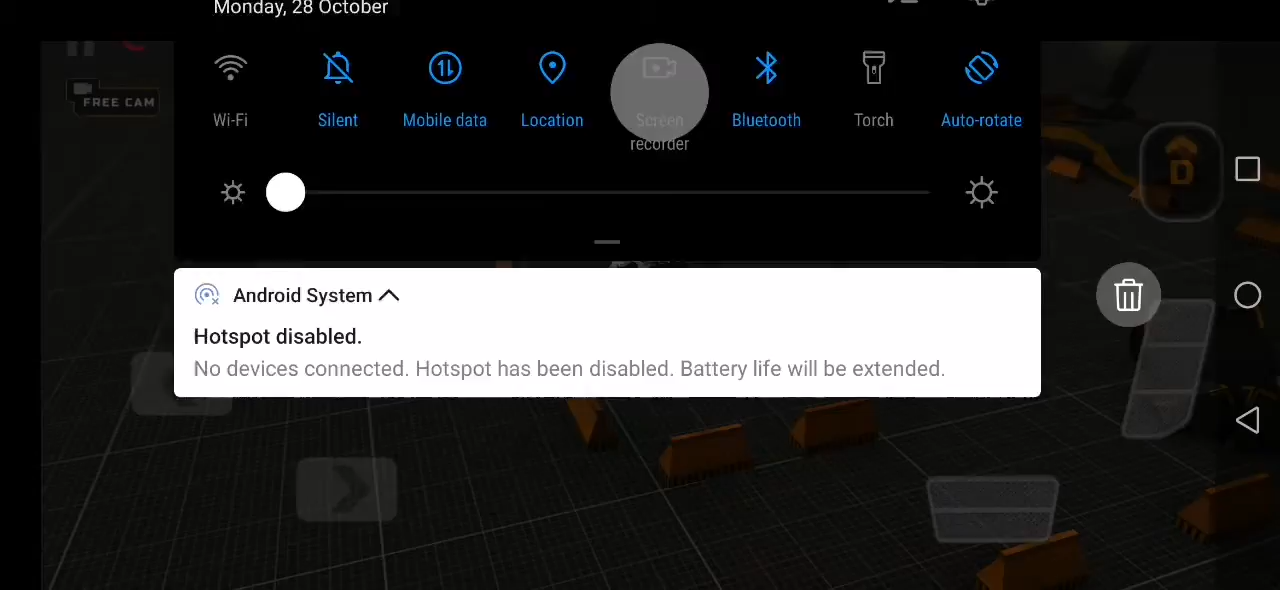 Monday, 28 October
FREE CAM
Wi-Fi
Silent
Mobile data
Location
Screen
recorder
Bluetooth
Torch
Auto-rotate
D
Android System
Hotspot disabled.
No devices connected. Hotspot has been disabled. Battery life will be extended.